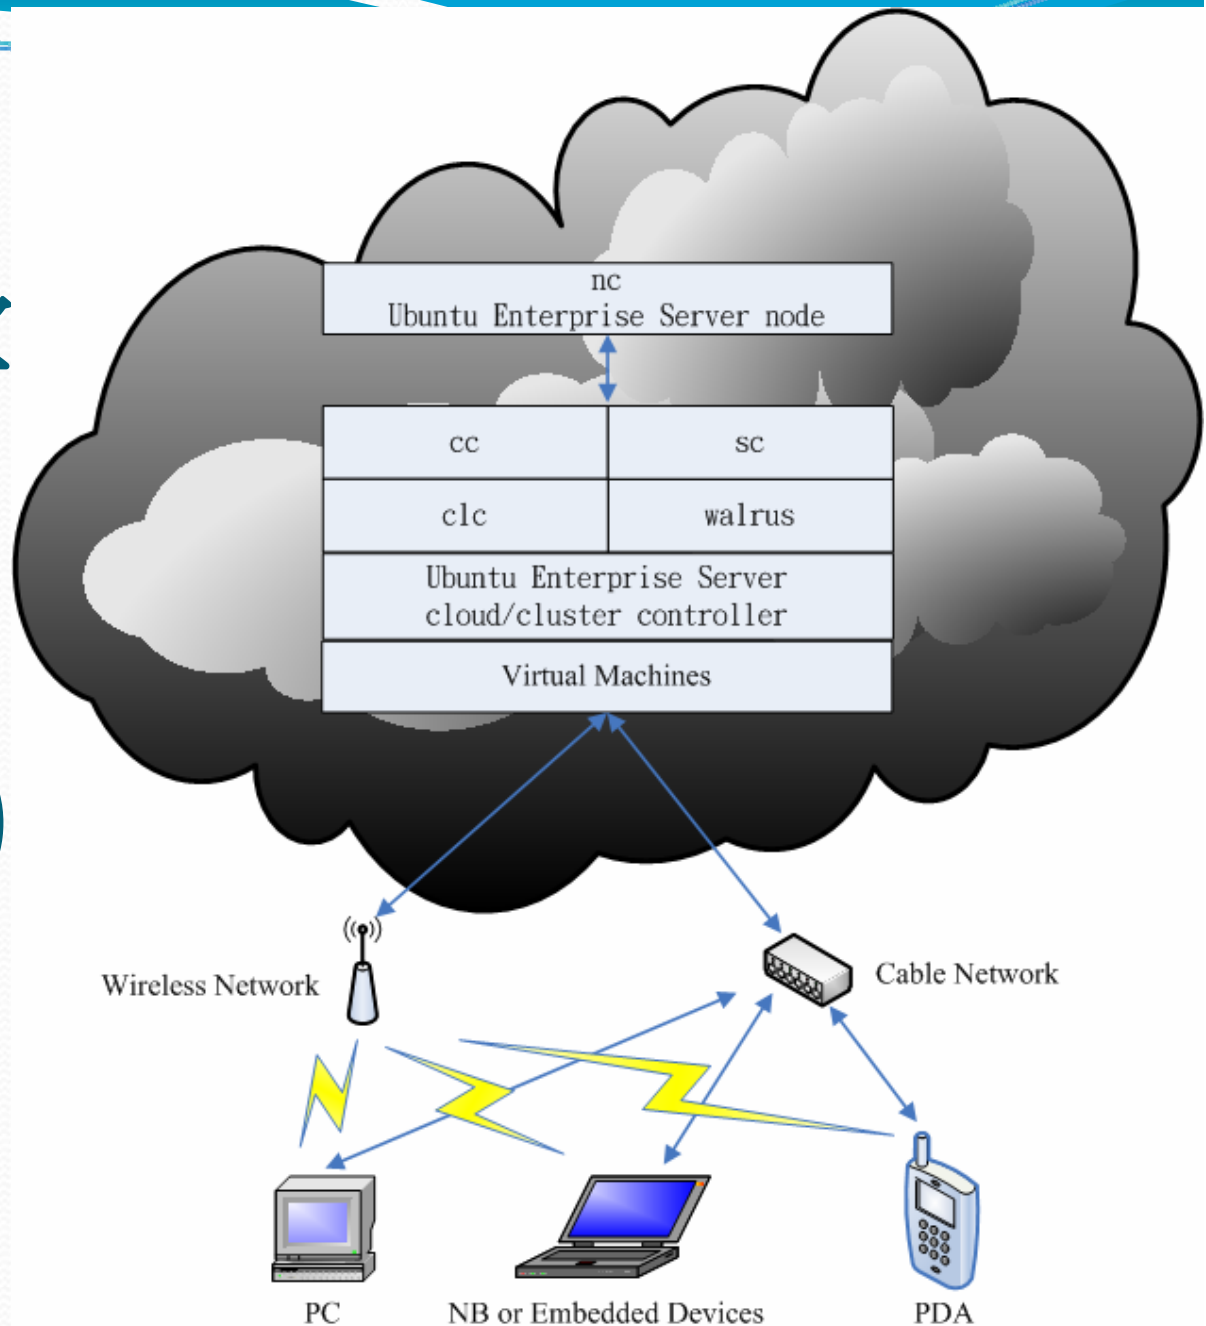 nc
Ubuntu Enterprise Server node
cc
sc
clc
walrus
Ubuntu Enterprise Server
cloud/cluster controller
Virtual Machines
Wireless Network
Cable Network
PC
NB or Embedded Devices
PDA